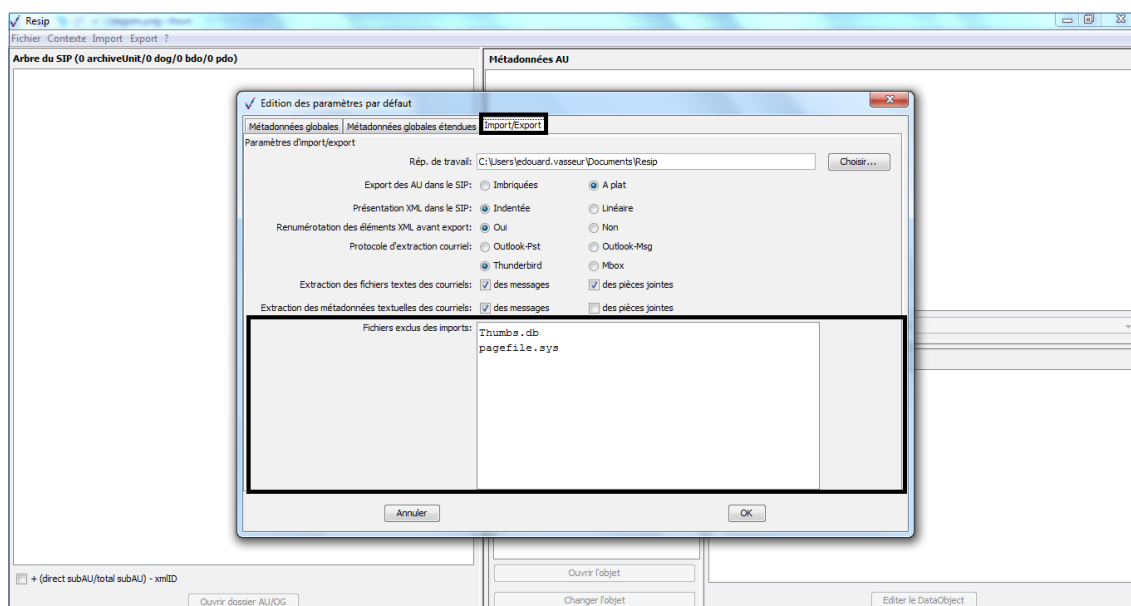 Resip
Fichier Contexte Import Export ?
Arbre du SIP (0 archiveUnit/0 dog/0 bdo/0 pdo)
Métadonnées AU
Edition des paramètres par défaut
Métadonnées globales Métadonnées globales étendues Import/Export
Paramètres d'import/export
Rép. de travail: C:\Users\edouard.vasseur\Documents\Resip Choisir...
Export des AU dans le SIP: Imbriquées A plat
Présentation XML dans le SIP: Indentée Linéaire
Renumérotation des éléments XML avant export: Oui Non
Protocole d'extraction courriel: Outlook-Pst Outlook-Msg
Thunderbird Mbox
Extraction des fichiers textes des courriels: des messages des pièces jointes
Extraction des métadonnées textuelles des courriels: des messages des pièces jointes
Fichiers exclus des imports: Thumbs.db
pagefile.sys
Annuler OK
+ (direct subAU/total subAU) - xmlID
Ouvrir dossier AU/OG
Ouvrir l'objet
Changer l'objet
Editer le DataObject